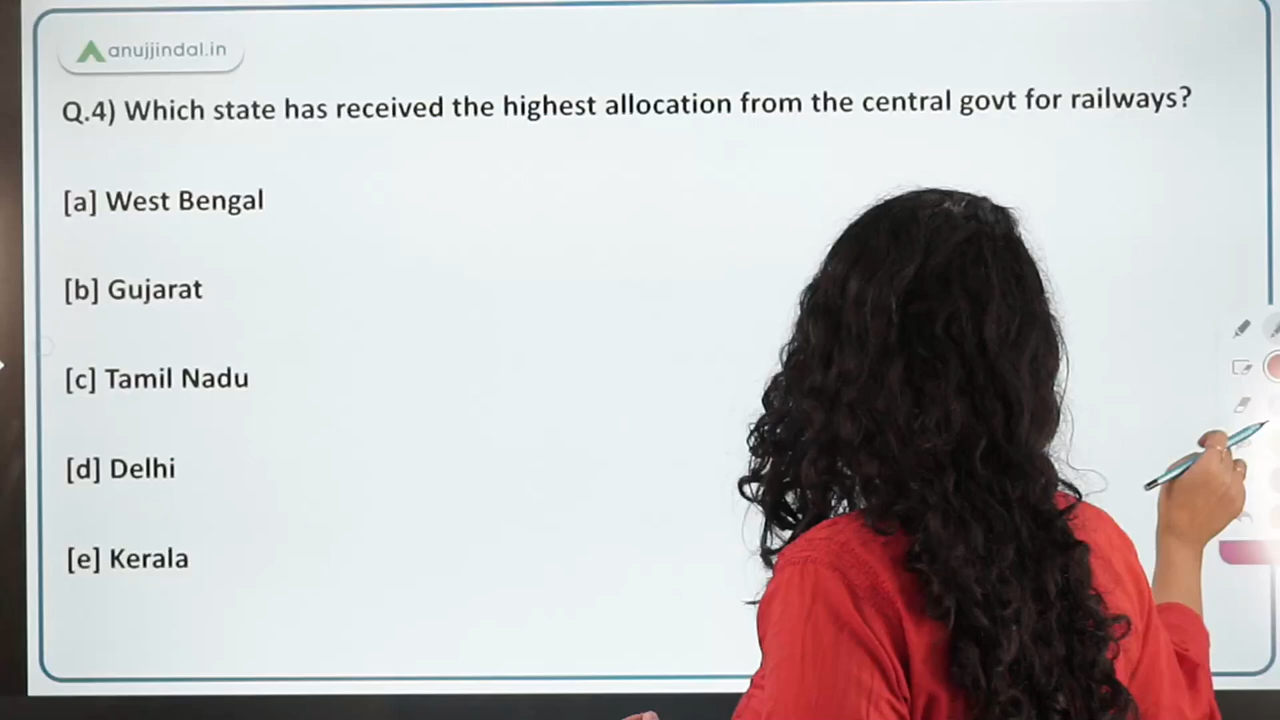 anujjindal.in
Q.4) Which state has received the highest allocation from the central govt for railways?
[a] West Bengal
[b] Gujarat
[c] Tamil Nadu
[d] Delhi
[e] Kerala